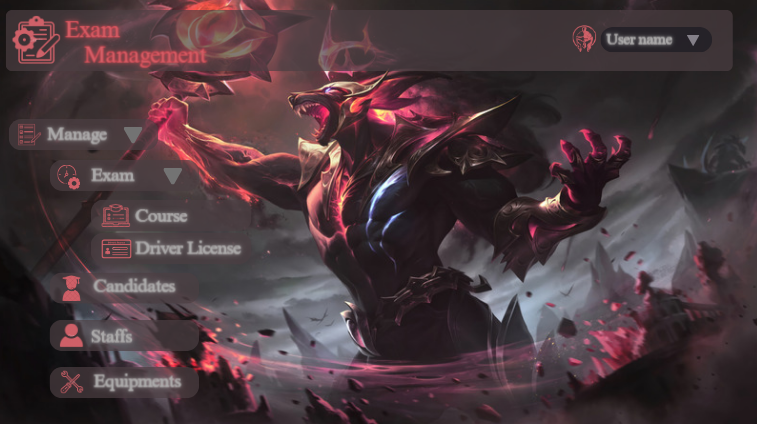 Exam
Management
User name
Manage
Exam
Course
Driver License
Candidates
Staffs
Equipments